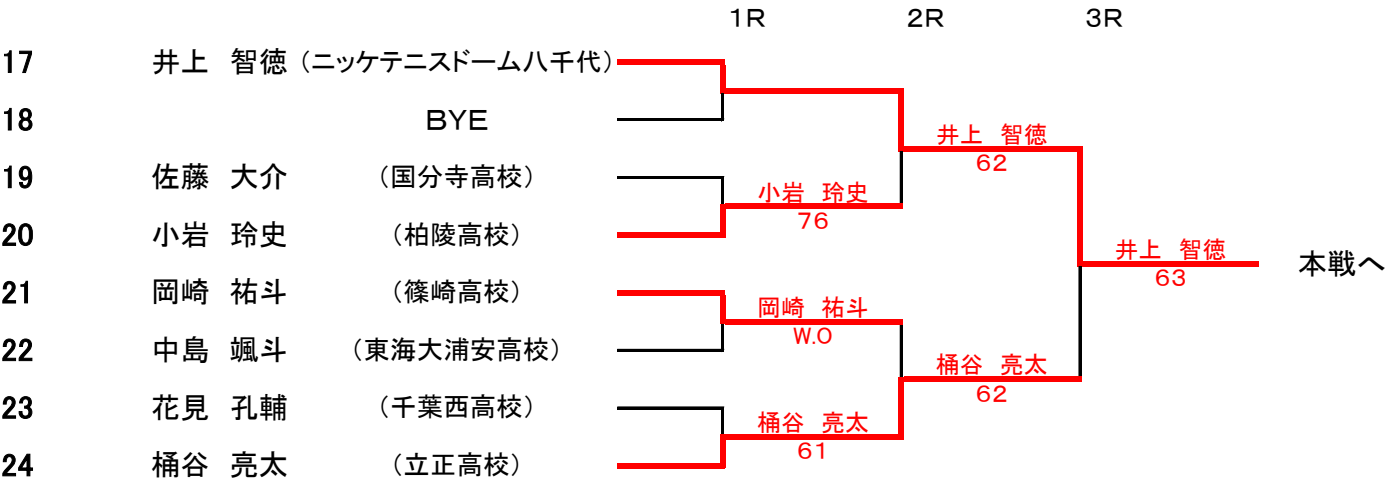 1R 2R 3R
17 井上 智徳 (ニッケテニスドーム八千代)
18 BYE
井上 智徳
62
19 佐藤 大介 (国分寺高校)
小岩 玲史
76
20 小岩 玲史 (柏陵高校)
井上 智徳
63
本戦へ
21 岡崎 祐斗 (篠崎高校)
岡崎 祐斗
W.O
22 中島 颯斗 (東海大浦安高校)
桶谷 亮太
62
23 花見 孔輔 (千葉西高校)
桶谷 亮太
61
24 桶谷 亮太 (立正高校)